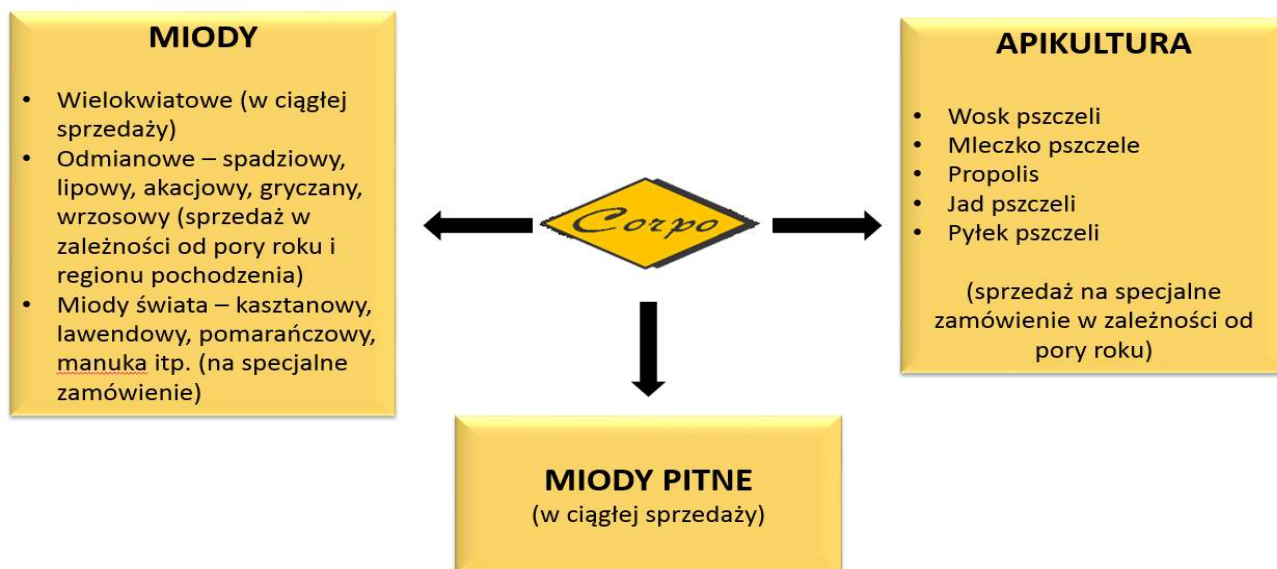 MIODY
• Wielokwiatowe (w ciągłej
sprzedaży)
• Odmianowe – spadziowy,
lipowy, akacjowy, gryczany,
wrzosowy (sprzedaż w
zależności od pory roku i
regionu pochodzenia)
• Miody świata – kasztanowy,
lawendowy, pomarańczowy,
manuka itp. (na specjalne
zamówienie)
Corpo
APIKULTURA
• Wosk pszczeli
• Mleczko pszczele
• Propolis
• Jad pszczeli
• Pyłek pszczeli
(sprzedaż na specjalne
zamówienie w zależności od
pory roku)
MIODY PITNE
(w ciągłej sprzedaży)